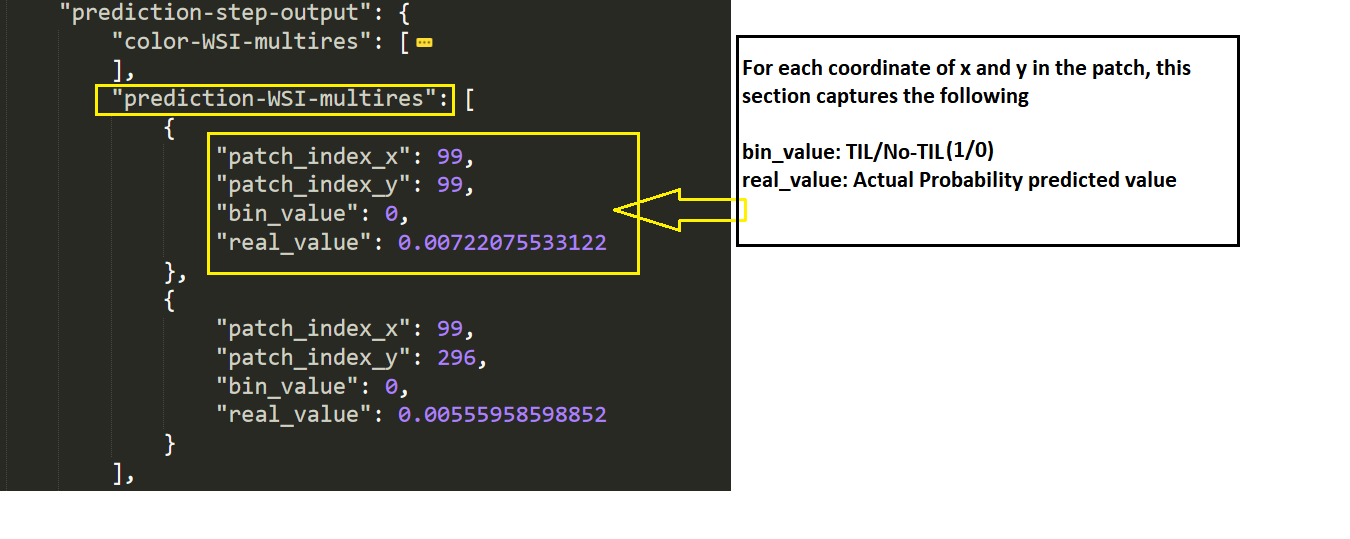 "prediction-step-output": {
"color-WSI-multires": [ ...
],
"prediction-WSI-multires": [
{
"patch_index_x": 99,
"patch_index_y": 99,
"bin_value": 0,
"real_value": 0.00722075533122
},
{
"patch_index_x": 99,
"patch_index_y": 296,
"bin_value": 0,
"real_value": 0.00555958598852
}
],
For each coordinate of x and y in the patch, this
section captures the following
bin_value: TIL/No-TIL(1/0)
real_value: Actual Probability predicted value